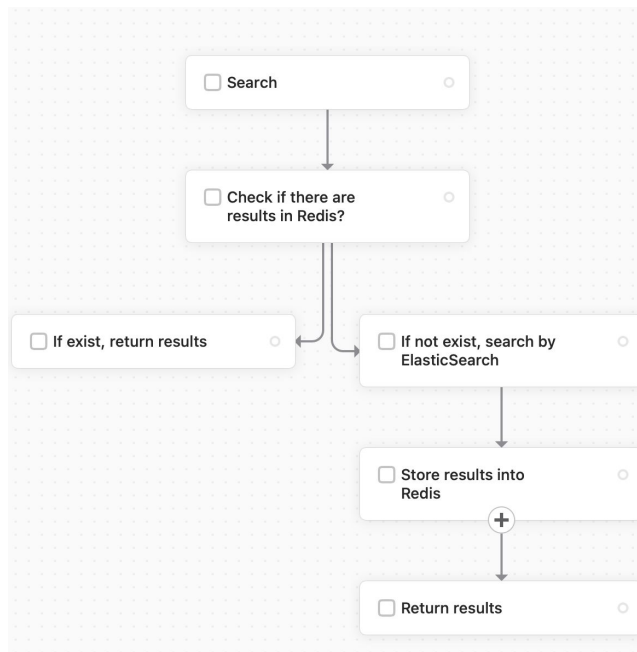 Search
Check if there are
results in Redis?
If exist, return results
If not exist, search by
ElasticSearch
Store results into
Redis
Return results